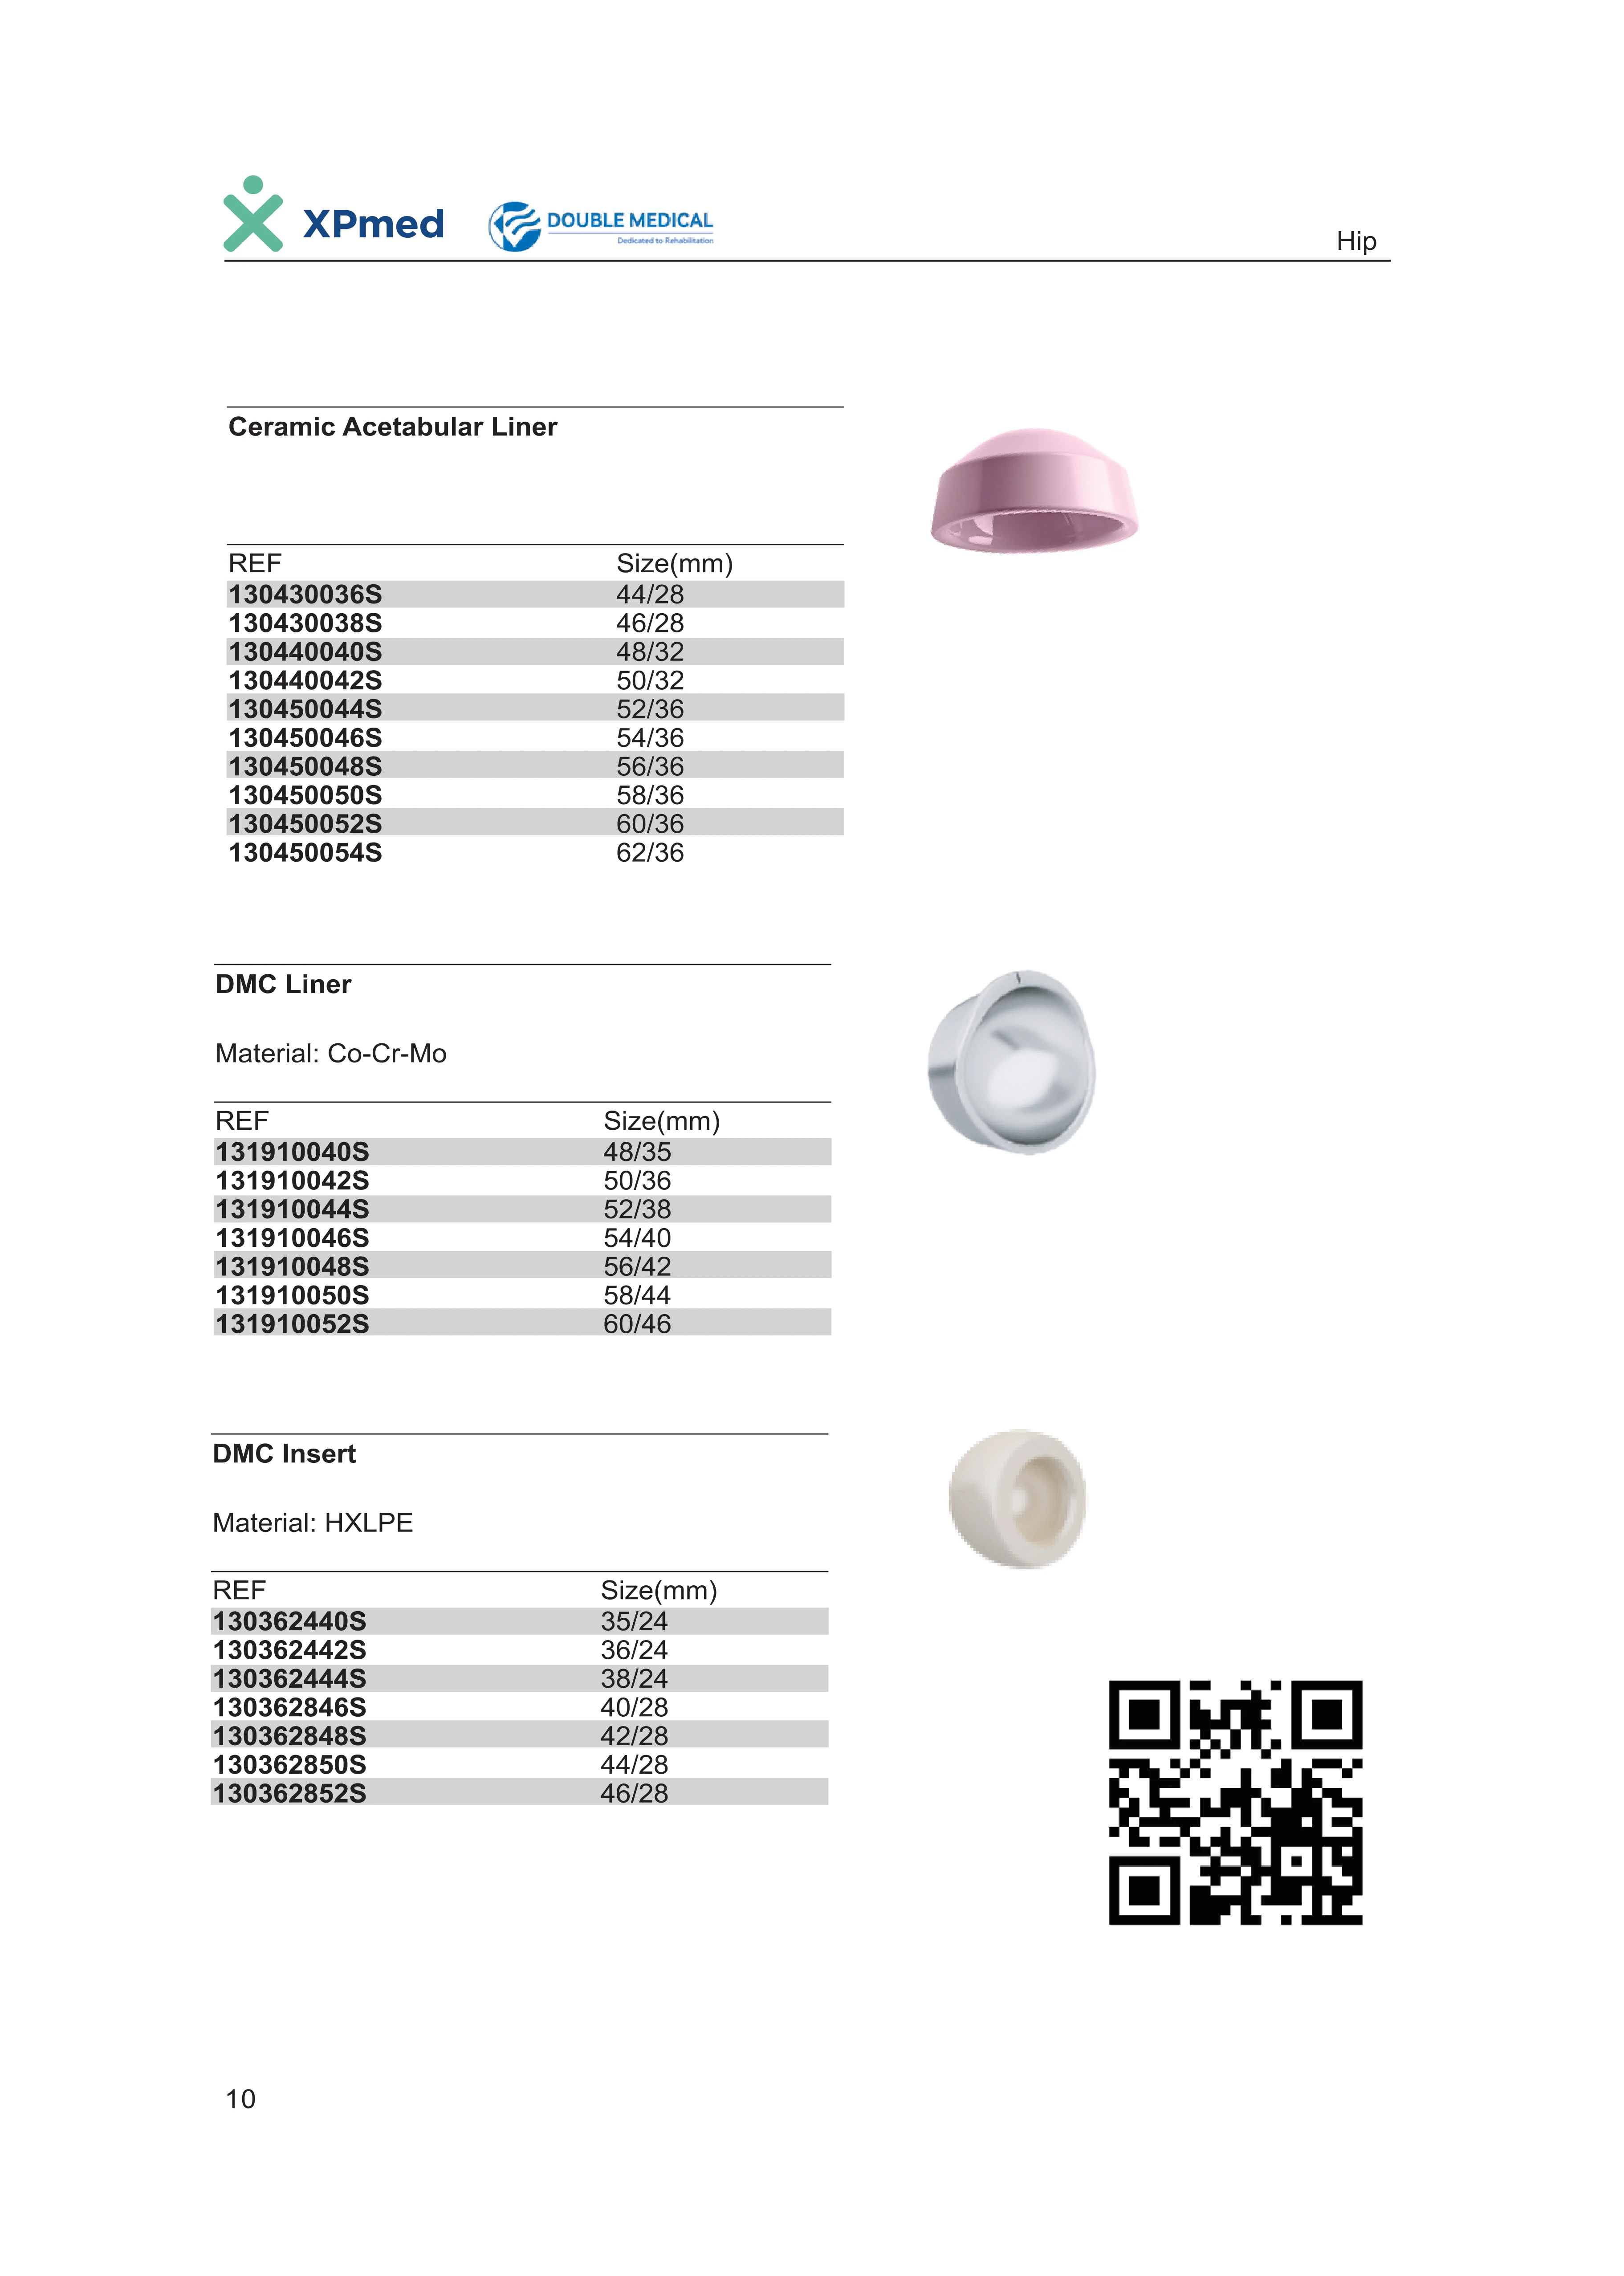 XPmed
DOUBLE MEDICAL
Dedicated to Rehabilitation
Hip
Ceramic Acetabular Liner
REF Size(mm)
130430036S 44/28
130430038S 46/28
130440040S 48/32
130440042S 50/32
130450044S 52/36
130450046S 54/36
130450048S 56/36
130450050S 58/36
130450052S 60/36
130450054S 62/36
DMC Liner
Material: Co-Cr-Mo
REF Size(mm)
131910040S 48/35
131910042S 50/36
131910044S 52/38
131910046S 54/40
131910048S 56/42
131910050S 58/44
131910052S 60/46
DMC Insert
Material: HXLPE
REF Size(mm)
130362440S 35/24
130362442S 36/24
130362444S 38/24
130362846S 40/28
130362848S 42/28
130362850S 44/28
130362852S 46/28
10